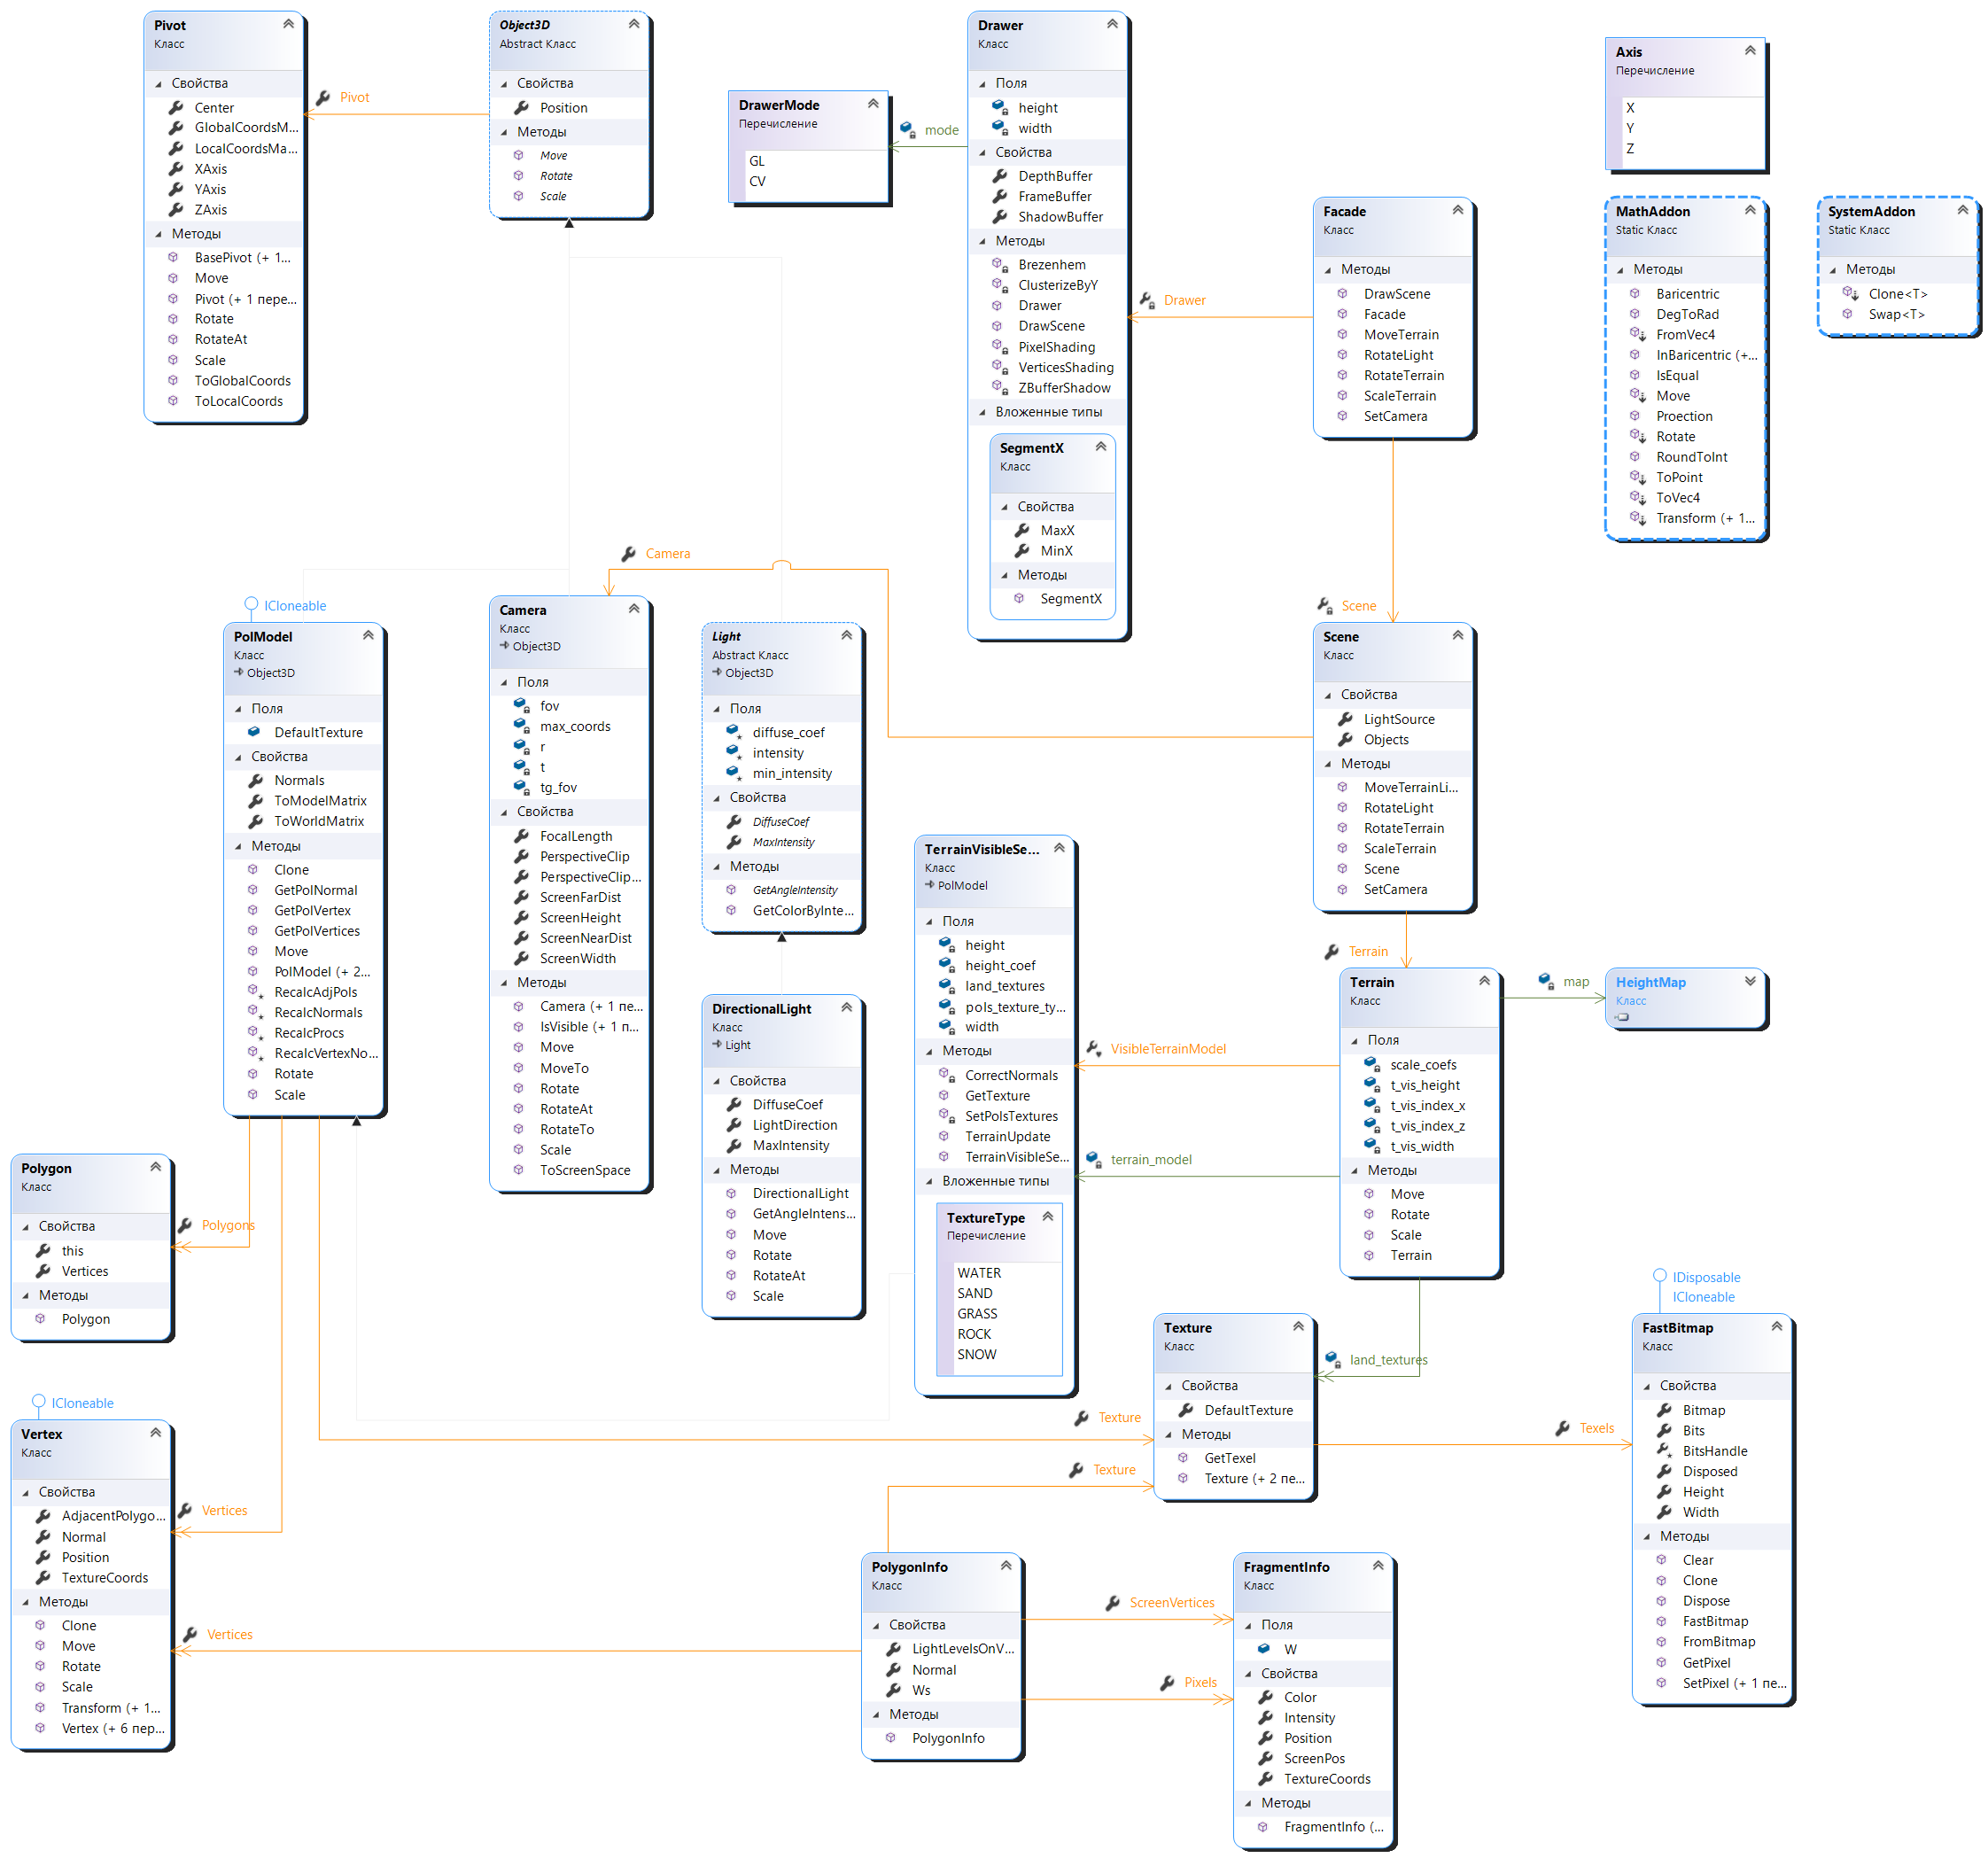 Pivot
Класс
Свойства
Center
GlobalCoordsM...
LocalCoordsMa...
XAxis
YAxis
ZAxis
Методы
BasePivot (+ 1...
Move
Pivot (+ 1 пере...
Rotate
RotateAt
Scale
ToGlobalCoords
ToLocalCoords
Pivot
Object3D
Abstract Класс
Свойства
Position
Методы
Move
Rotate
Scale
DrawerMode
Перечисление
GL
CV
mode
Drawer
Класс
Поля
height
width
Свойства
DepthBuffer
FrameBuffer
ShadowBuffer
Методы
Brezenhem
ClusterizeByY
Drawer
DrawScene
PixelShading
VerticesShading
ZBufferShadow
Вложенные типы
SegmentX
Класс
Свойства
MaxX
MinX
Методы
SegmentX
Drawer
Facade
Класс
Методы
DrawScene
Facade
MoveTerrain
RotateLight
RotateTerrain
ScaleTerrain
SetCamera
Axis
Перечисление
X
Y
Z
MathAddon
Static Класс
Методы
Baricentric
DegToRad
FromVec4
InBaricentric (+...
IsEqual
Move
Proection
Rotate
RoundToInt
ToPoint
ToVec4
Transform (+ 1...
SystemAddon
Static Класс
Методы
Clone<T>
Swap<T>
Camera
Scene
ICloneable
PolModel
Класс
Object3D
Поля
DefaultTexture
Свойства
Normals
ToModelMatrix
ToWorldMatrix
Методы
Clone
GetPolNormal
GetPolVertex
GetPolVertices
Move
PolModel (+ 2...
RecalcAdjPols
RecalcNormals
RecalcProcs
RecalcVertexNo...
Rotate
Scale
Camera
Класс
Object3D
Поля
fov
max_coords
r
t
tg_fov
Свойства
FocalLength
PerspectiveClip
PerspectiveClip...
ScreenFarDist
ScreenHeight
ScreenNearDist
ScreenWidth
Методы
Camera (+ 1 пе...
IsVisible (+ 1 п...
Move
MoveTo
Rotate
RotateAt
RotateTo
Scale
ToScreenSpace
Light
Abstract Класс
Object3D
Поля
diffuse_coef
intensity
min_intensity
Свойства
DiffuseCoef
MaxIntensity
Методы
GetAngleIntensity
GetColorByInte...
DirectionalLight
Класс
Light
Свойства
DiffuseCoef
LightDirection
MaxIntensity
Методы
DirectionalLight
GetAngleIntens...
Move
Rotate
RotateAt
Scale
TerrainVisibleSe...
Класс
PolModel
Поля
height
height_coef
land_textures
pols_texture_ty...
width
Методы
CorrectNormals
GetTexture
SetPolsTextures
TerrainUpdate
TerrainVisibleSe...
Вложенные типы
TextureType
Перечисление
WATER
SAND
GRASS
ROCK
SNOW
Scene
Класс
Свойства
LightSource
Objects
Методы
MoveTerrainLi...
RotateLight
RotateTerrain
ScaleTerrain
Scene
SetCamera
Terrain
Terrain
Класс
Поля
scale_coefs
t_vis_height
t_vis_index_x
t_vis_index_z
t_vis_width
Методы
Move
Rotate
Scale
Terrain
map
HeightMap
Класс
VisibleTerrainModel
terrain_model
land_textures
Polygon
Класс
Свойства
this
Vertices
Методы
Polygon
Polygons
ICloneable
Vertex
Класс
Свойства
AdjacentPolygo...
Normal
Position
TextureCoords
Методы
Clone
Move
Rotate
Scale
Transform (+ 1...
Vertex (+ 6 пер...
Vertices
Vertices
Texture
Texture
Texture
Класс
Свойства
DefaultTexture
Методы
GetTexel
Texture (+ 2 пе...
Texels
IDisposable
ICloneable
FastBitmap
Класс
Свойства
Bitmap
Bits
BitsHandle
Disposed
Height
Width
Методы
Clear
Clone
Dispose
FastBitmap
FromBitmap
GetPixel
SetPixel (+ 1 пе...
PolygonInfo
Класс
Свойства
LightLevelsOnV...
Normal
Ws
Методы
PolygonInfo
ScreenVertices
Pixels
FragmentInfo
Класс
Поля
W
Свойства
Color
Intensity
Position
ScreenPos
TextureCoords
Методы
FragmentInfo (...